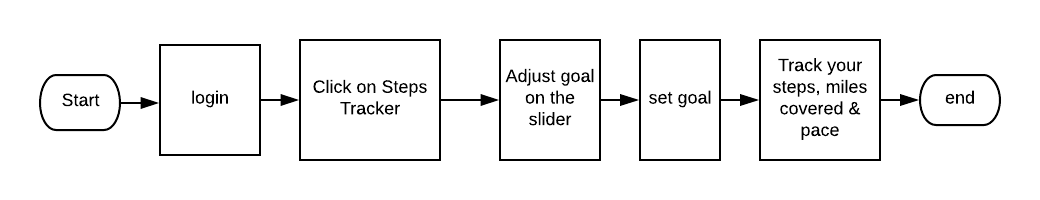 Start
login
Click on Steps
Tracker
Adjust goal
on the
slider
set goal
Track your
steps, miles
covered &
pace
end